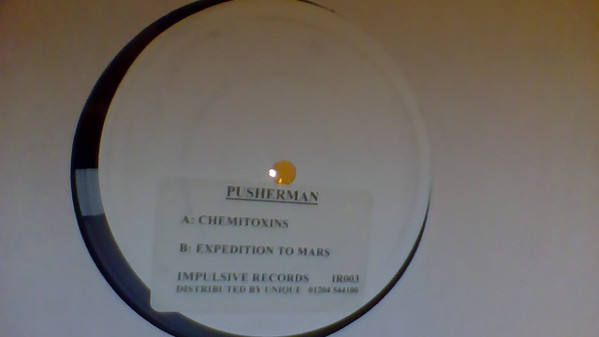 PUSHERMAN
A: CHEMITOXINS
B: EXPEDITION TO MARS
IMPULSIVE RECORDS IR003
DISTRIBUTED BY UNIQUE 01204 544100